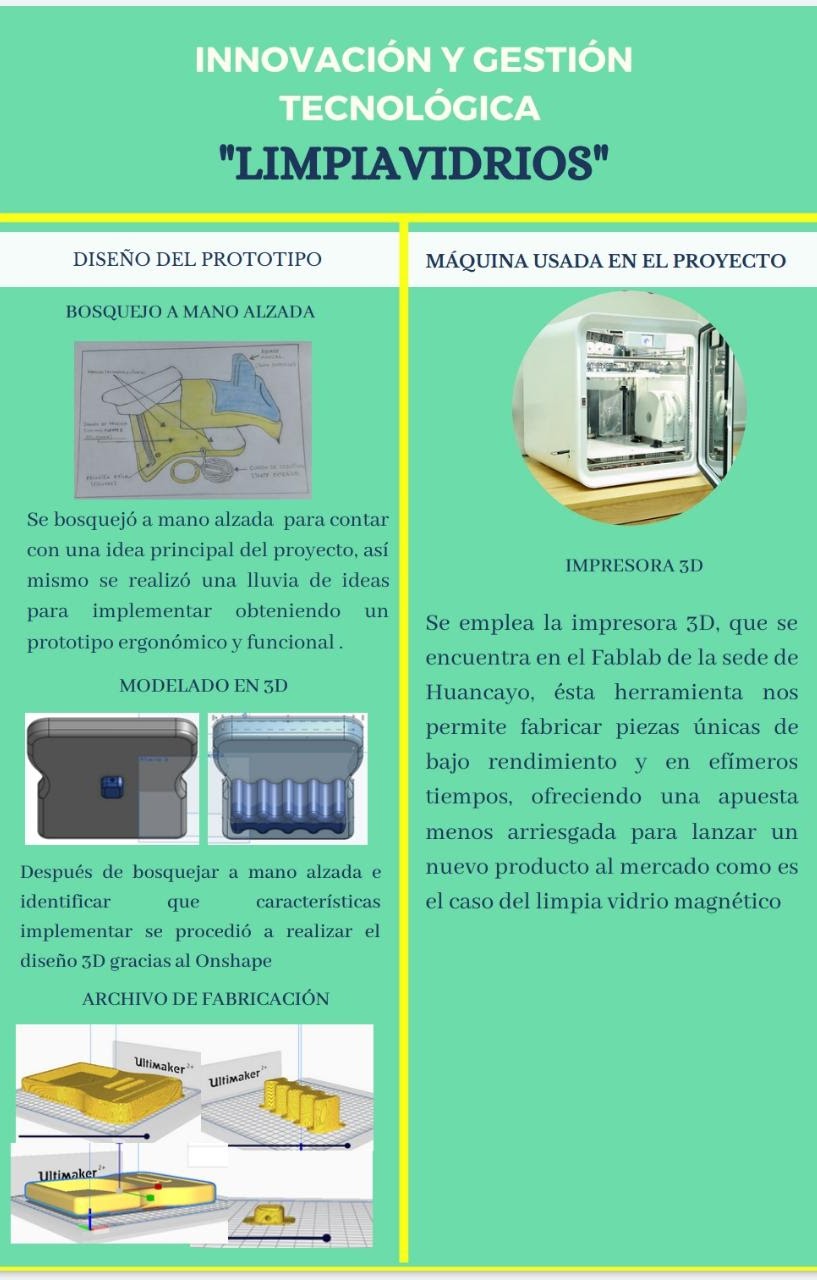 INNOVACIÓN Y GESTIÓN
TECNOLÓGICA
"LIMPIAVIDRIOS"
DISEÑO DEL PROTOTIPO
BOSQUEJO A MANO ALZADA
Se bosquejó a mano alzada para contar
con una idea principal del proyecto, así
mismo se realizó una lluvia de ideas
para implementar obteniendo un
prototipo ergonómico y funcional .
MODELADO EN 3D
Después de bosquejar a mano alzada e
identificar que características
implementar se procedió a realizar el
diseño 3D gracias al Onshape
ARCHIVO DE FABRICACIÓN
Ultimaker 2+
Ultimaker 2+
Ultimaker 2+
MÁQUINA USADA EN EL PROYECTO
IMPRESORA 3D
Se emplea la impresora 3D, que se
encuentra en el Fablab de la sede de
Huancayo, ésta herramienta nos
permite fabricar piezas únicas de
bajo rendimiento y en efímeros
tiempos, ofreciendo una apuesta
menos arriesgada para lanzar un
nuevo producto al mercado como es
el caso del limpia vidrio magnético